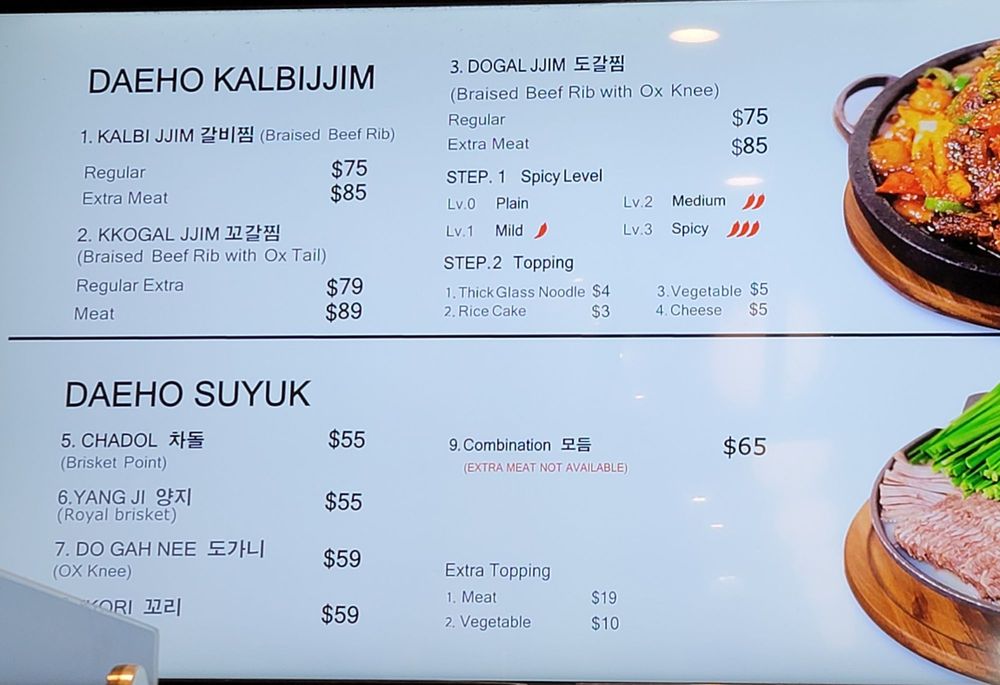 DAEHO KALBIJJIM
1. KALBI JJIM 갈비찜 (Braised Beef Rib)
Regular $75
Extra Meat $85
2. KKOGAL JJIM 꼬갈찜
(Braised Beef Rib with Ox Tail)
Regular Extra $79
Meat $89
3. DOGAL JJIM 도갈찜
(Braised Beef Rib with Ox Knee)
Regular $75
Extra Meat $85
STEP. 1 Spicy Level
Lv.0 Plain Lv.2 Medium
Lv.1 Mild Lv.3 Spicy
STEP.2 Topping
1. Thick Glass Noodle $4 3. Vegetable $5
2. Rice Cake $3 4. Cheese $5
DAEHO SUYUK
5. CHADOL 차돌 $55
(Brisket Point)
6.YANG JI 양지 $55
(Royal brisket)
7. DO GAH NEE 도가니 $59
(OX Knee)
KORI 꼬리 $59
9. Combination 모듬 $65
(EXTRA MEAT NOT AVAILABLE)
Extra Topping
1. Meat $19
2. Vegetable $10